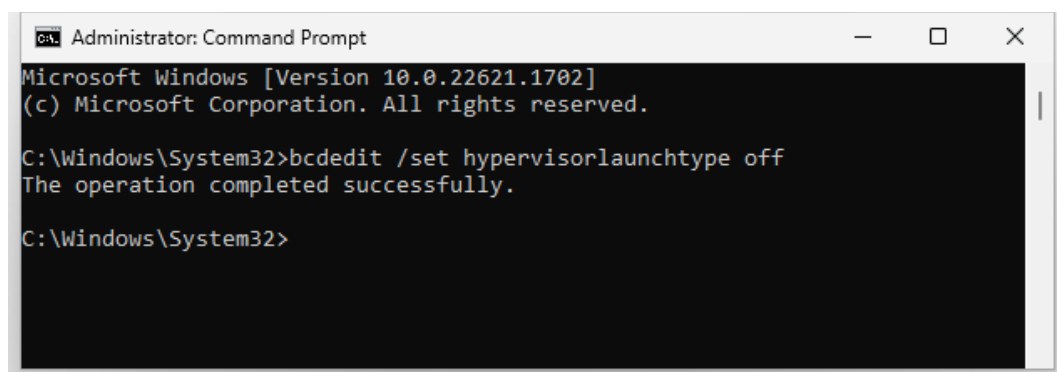 Administrator: Command Prompt
Microsoft Windows [Version 10.0.22621.1702]
(c) Microsoft Corporation. All rights reserved.
C:\Windows\System32>bcdedit /set hypervisorlaunchtype off
The operation completed successfully.
C:\Windows\System32>